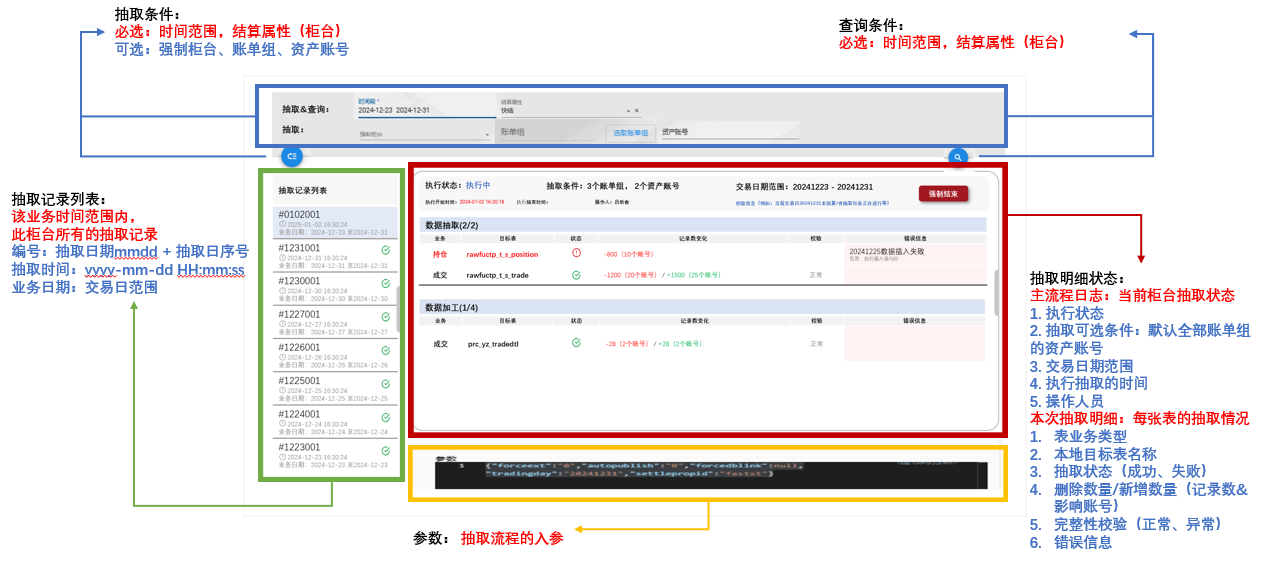 抽取条件：
必选：时间范围，结算属性（柜台）
可选：强制柜台、账单组、资产账号
查询条件：
必选：时间范围，结算属性（柜台）
抽取&查询：
时间段 *
2024-12-23 2024-12-31
结算属性
快结
抽取：
强制柜台
账单组
选取账单组
资产账号
抽取记录列表：
该业务时间范围内，
此柜台所有的抽取记录
编号：抽取日期mmdd + 抽取日序号
抽取时间：yyyy-mm-dd HH:mm:ss
业务日期：交易日范围
抽取记录列表
#0102001
2025-01-02 16:30:24
业务日期：2024-12-23 至2024-12-31
#1231001
2024-12-31 16:30:24
业务日期：2024-12-31 至2024-12-31
#1230001
2024-12-30 16:30:24
业务日期：2024-12-30 至2024-12-30
#1227001
2024-12-27 16:30:24
业务日期：2024-12-27 至2024-12-27
#1226001
2024-12-26 16:30:24
业务日期：2024-12-26 至2024-12-26
#1225001
2024-12-25 16:30:24
业务日期：2024-12-25 至2024-12-25
#1224001
2024-12-24 16:30:24
业务日期：2024-12-24 至2024-12-24
#1223001
2024-12-23 16:30:24
业务日期：2024-12-23 至2024-12-23
执行状态：执行中
抽取条件：3个账单组，2个资产账号
交易日期范围：20241223 - 20241231
强制结束
执行开始时间：2024-01-02 16:20:18
执行结束时间：
操作人：吕昕舍
校验信息（例如：当前交易日20241231未结算/有抽取任务正在进行等）
数据抽取(2/2)
业务 目标表 状态 记录数变化 校验 错误信息
持仓 rawfuctp_t_s_position -800（10个账号） 20241225数据插入失败
位置：执行插入语句时
成交 rawfuctp_t_s_trade -1200（20个账号） / +1500（25个账号） 正常
数据加工(1/4)
业务 目标表 状态 记录数变化 校验 错误信息
成交 prc_yz_tradedtl -28（2个账号） / +28（2个账号） 正常
参数
1 {"forceext":"0","autopublish":"0","forcedblink":null,
"tradingday":"20241231","settlepropid":"fastst"}
参数： 抽取流程的入参
抽取明细状态：
主流程日志：当前柜台抽取状态
1. 执行状态
2. 抽取可选条件：默认全部账单组
的资产账号
3. 交易日期范围
4. 执行抽取的时间
5. 操作人员
本次抽取明细：每张表的抽取情况
1. 表业务类型
2. 本地目标表名称
3. 抽取状态（成功、失败）
4. 删除数量/新增数量（记录数&
影响账号）
5. 完整性校验（正常、异常）
6. 错误信息